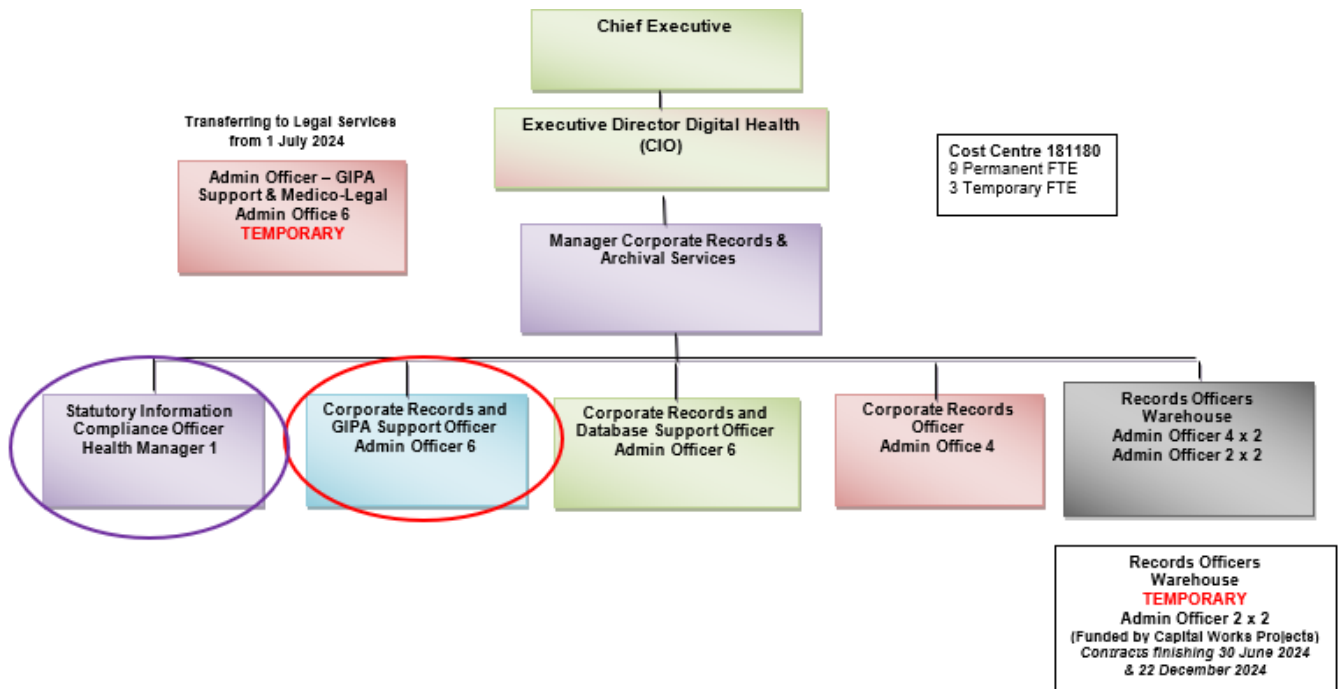 Chief Executive
Executive Director Digital Health
(CIO)
Transferring to Legal Services
from 1 July 2024
Admin Officer – GIPA
Support & Medico-Legal
Admin Office 6
TEMPORARY
Cost Centre 181180
9 Permanent FTE
3 Temporary FTE
Manager Corporate Records &
Archival Services
Statutory Information
Compliance Officer
Health Manager 1
Corporate Records and
GIPA Support Officer
Admin Officer 6
Corporate Records and
Database Support Officer
Admin Officer 6
Corporate Records
Officer
Admin Office 4
Records Officers
Warehouse
Admin Officer 4 x 2
Admin Officer 2 x 2
Records Officers
Warehouse
TEMPORARY
Admin Officer 2 x 2
(Funded by Capital Works Projects)
Contracts finishing 30 June 2024
& 22 December 2024